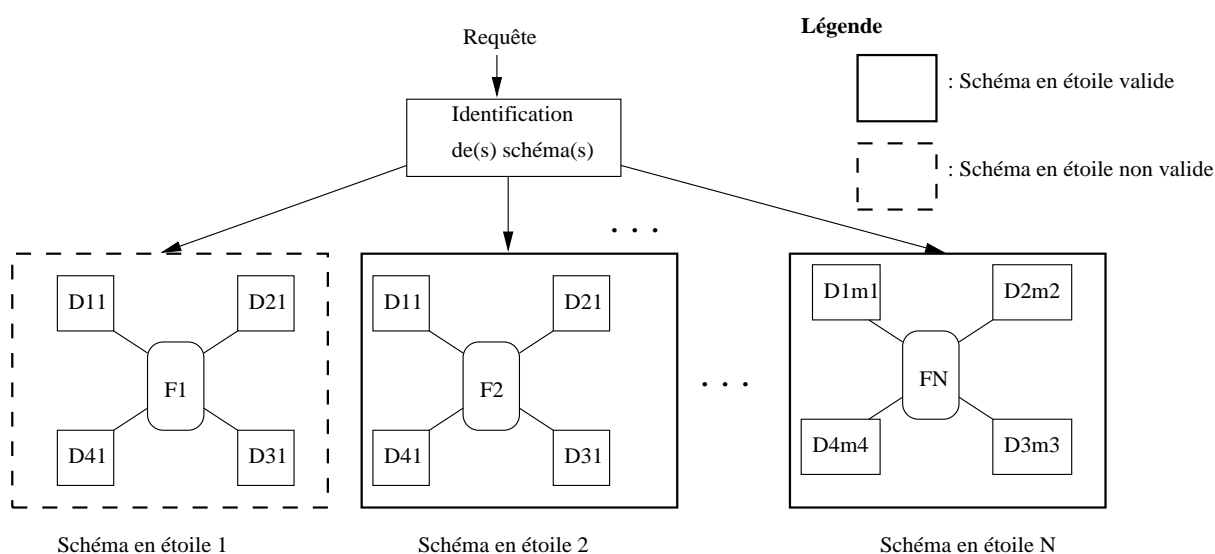 Requête
Légende
: Schéma en étoile valide
Identification
de(s) schéma(s)
: Schéma en étoile non valide
. . .
D11
D21
D11
D21
D1m1
D2m2
F1
F2
. . .
FN
D41
D31
D41
D31
D4m4
D3m3
Schéma en étoile 1
Schéma en étoile 2
Schéma en étoile N